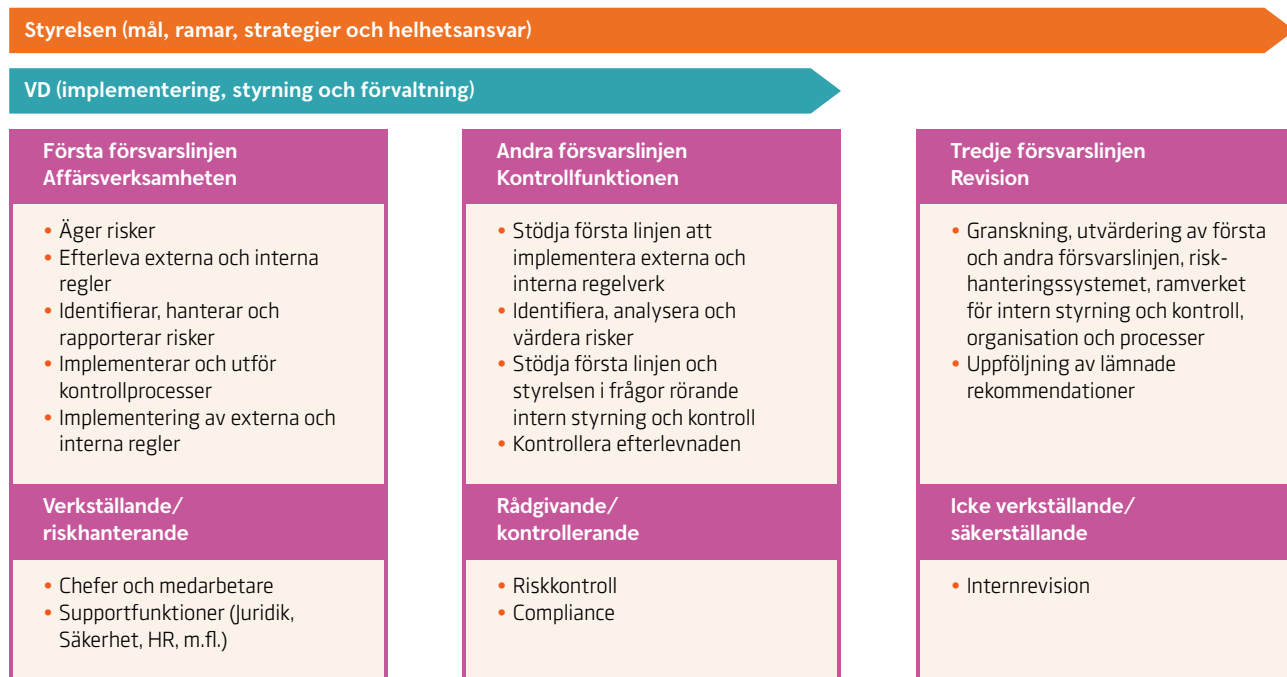 Styrelsen (mål, ramar, strategier och helhetsansvar)
VD (implementering, styrning och förvaltning)
Första försvarslinjen
Affärsverksamheten
• Äger risker
• Efterleva externa och interna
regler
• Identifierar, hanterar och
rapporterar risker
• Implementerar och utför
kontrollprocesser
• Implementering av externa och
interna regler
Verkställande/
riskhanterande
• Chefer och medarbetare
• Supportfunktioner (Juridik,
Säkerhet, HR, m.fl.)
Andra försvarslinjen
Kontrollfunktionen
• Stödja första linjen att
implementera externa och
interna regelverk
• Identifiera, analysera och
värdera risker
• Stödja första linjen och
styrelsen i frågor rörande
intern styrning och kontroll
• Kontrollera efterlevnaden
Rådgivande/
kontrollerande
• Riskkontroll
• Compliance
Tredje försvarslinjen
Revision
• Granskning, utvärdering av första
och andra försvarslinjen, risk-
hanteringssystemet, ramverket
för intern styrning och kontroll,
organisation och processer
• Uppföljning av lämnade
rekommendationer
Icke verkställande/
säkerställande
• Internrevision